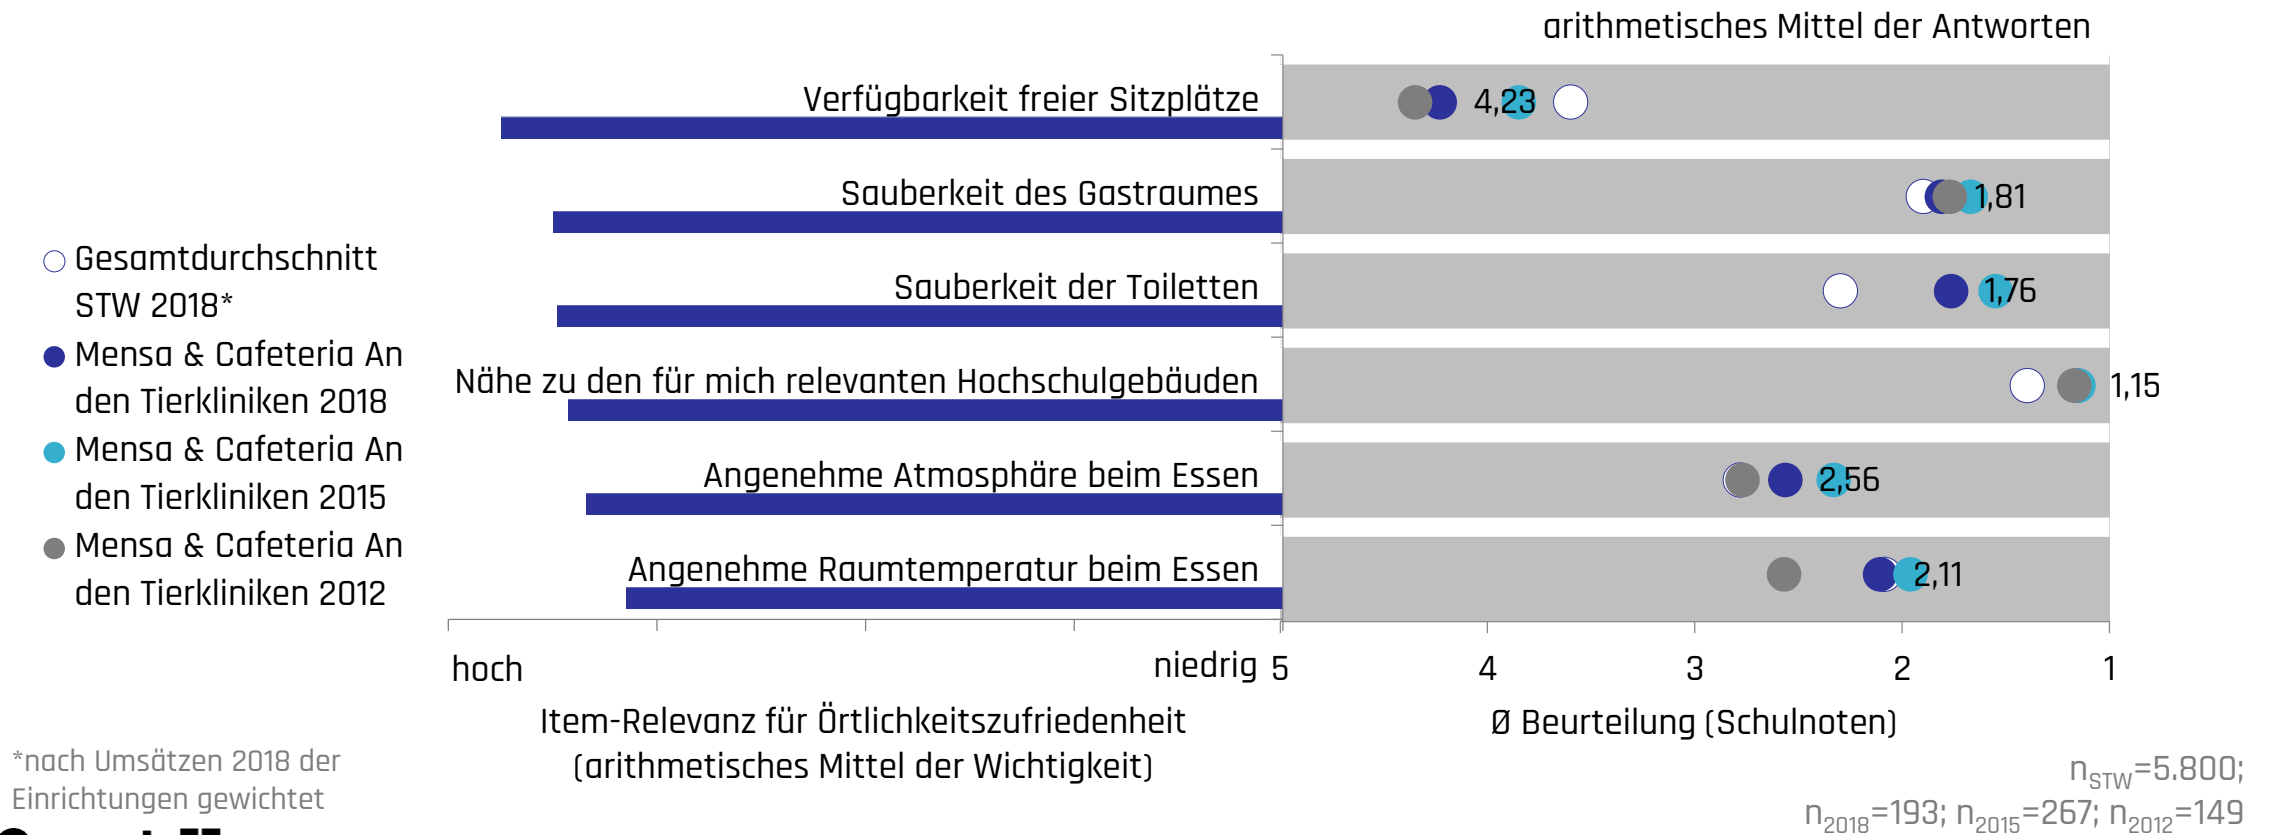 arithmetisches Mittel der Antworten
Verfügbarkeit freier Sitzplätze
4,23
Sauberkeit des Gastraumes
1,81
Sauberkeit der Toiletten
1,76
Nähe zu den für mich relevanten Hochschulgebäuden
1,15
Angenehme Atmosphäre beim Essen
2,56
Angenehme Raumtemperatur beim Essen
2,11
Gesamtdurchschnitt
STW 2018*
Mensa & Cafeteria An
den Tierkliniken 2018
Mensa & Cafeteria An
den Tierkliniken 2015
Mensa & Cafeteria An
den Tierkliniken 2012
hoch niedrig 5 4 3 2 1
Item-Relevanz für Örtlichkeitszufriedenheit
(arithmetisches Mittel der Wichtigkeit)
Ø Beurteilung (Schulnoten)
*nach Umsätzen 2018 der
Einrichtungen gewichtet
nSTW=5.800;
n2018=193; n2015=267; n2012=149